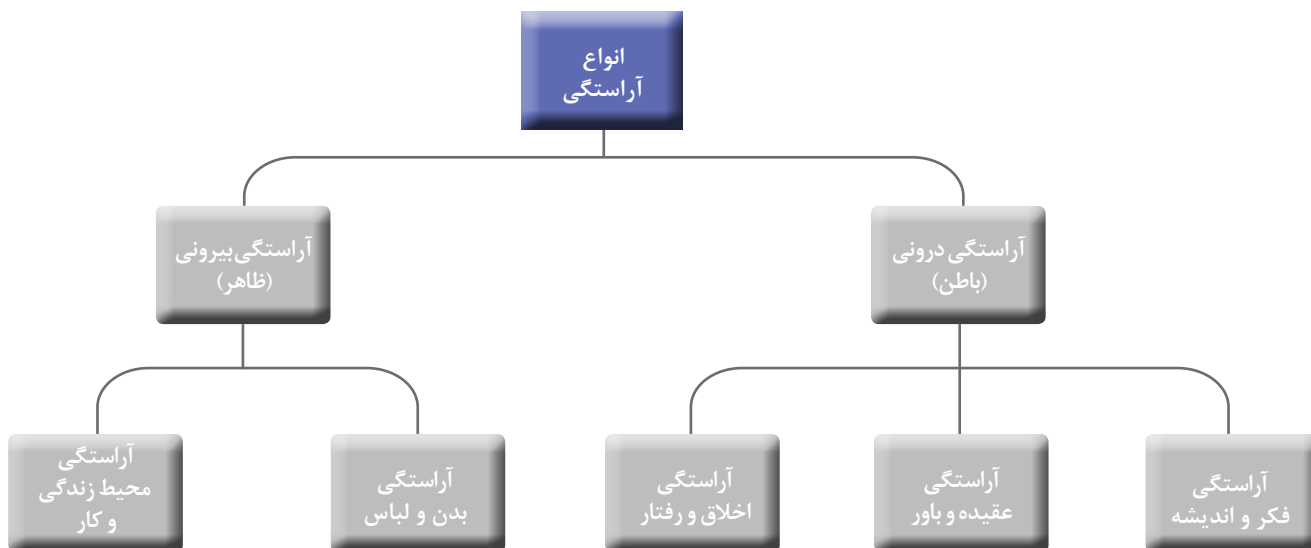 انواع
آراستگی
آراستگی درونی
(باطن)
آراستگی بیرونی
(ظاهر)
آراستگی
فکر و اندیشه
آراستگی
عقیده و باور
آراستگی
اخلاق و رفتار
آراستگی
بدن و لباس
آراستگی
محیط زندگی
و کار